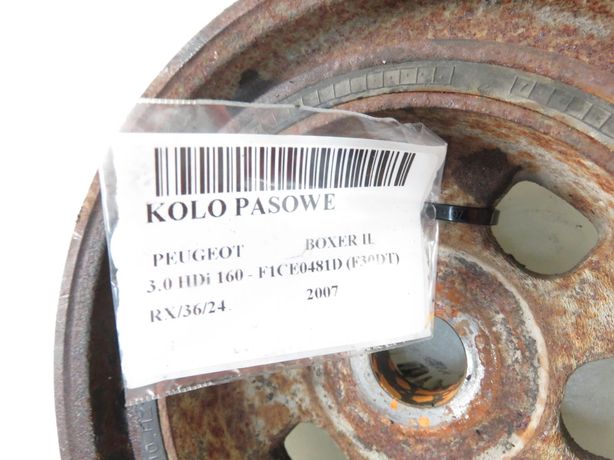 KOLO PASOWE
PEUGEOT BOXER II
3.0 HDi 160 - F1CE0481D (F30DT)
RX/36/24 2007